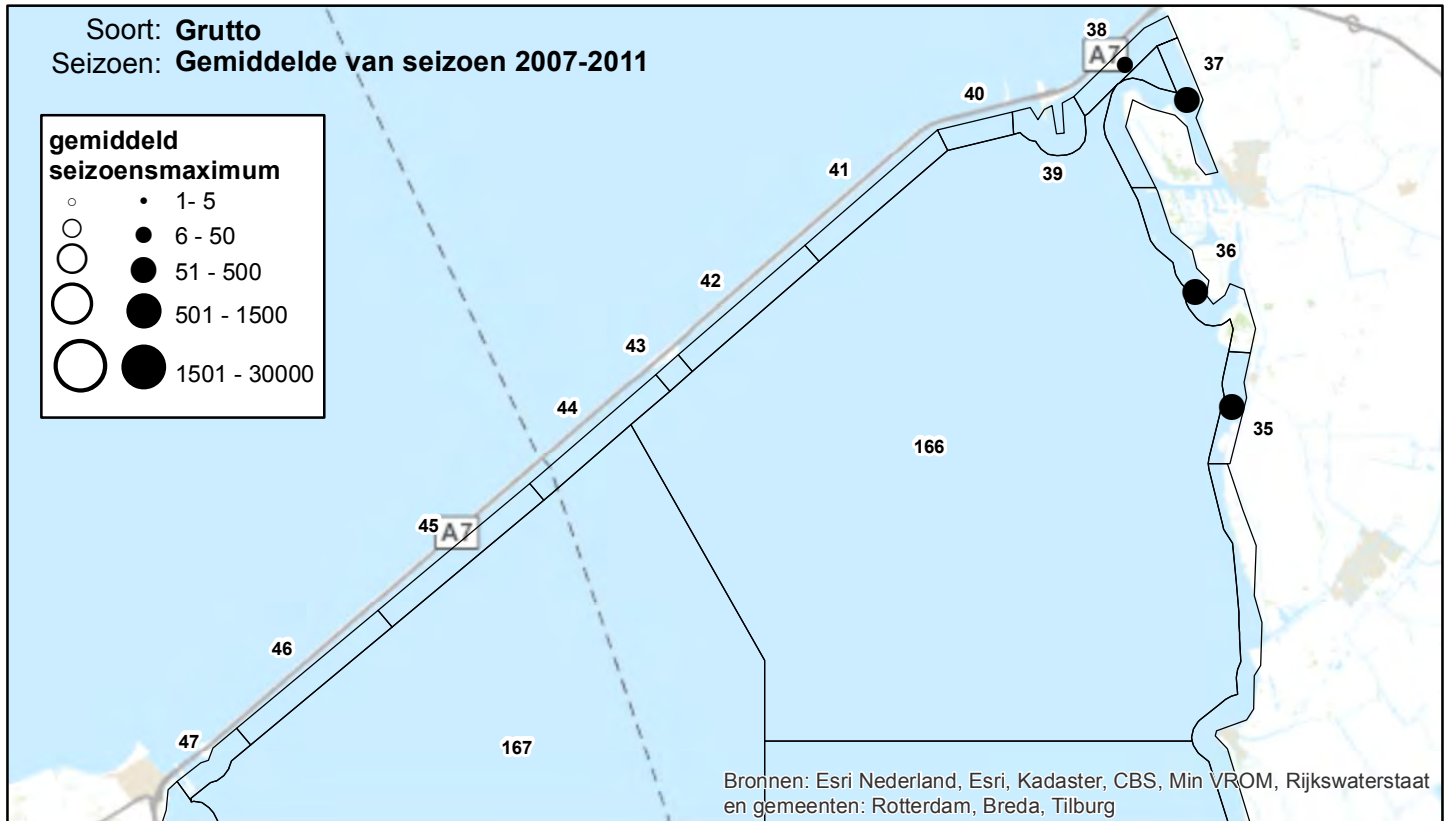 Soort: Grutto
Seizoen: Gemiddelde van seizoen 2007-2011
gemiddeld
seizoensmaximum
1- 5
6 - 50
51 - 500
501 - 1500
1501 - 30000
38
A7
37
40
39
41
36
42
43
44
35
166
45
A7
46
47
167
Bronnen: Esri Nederland, Esri, Kadaster, CBS, Min VROM, Rijkswaterstaat
en gemeenten: Rotterdam, Breda, Tilburg